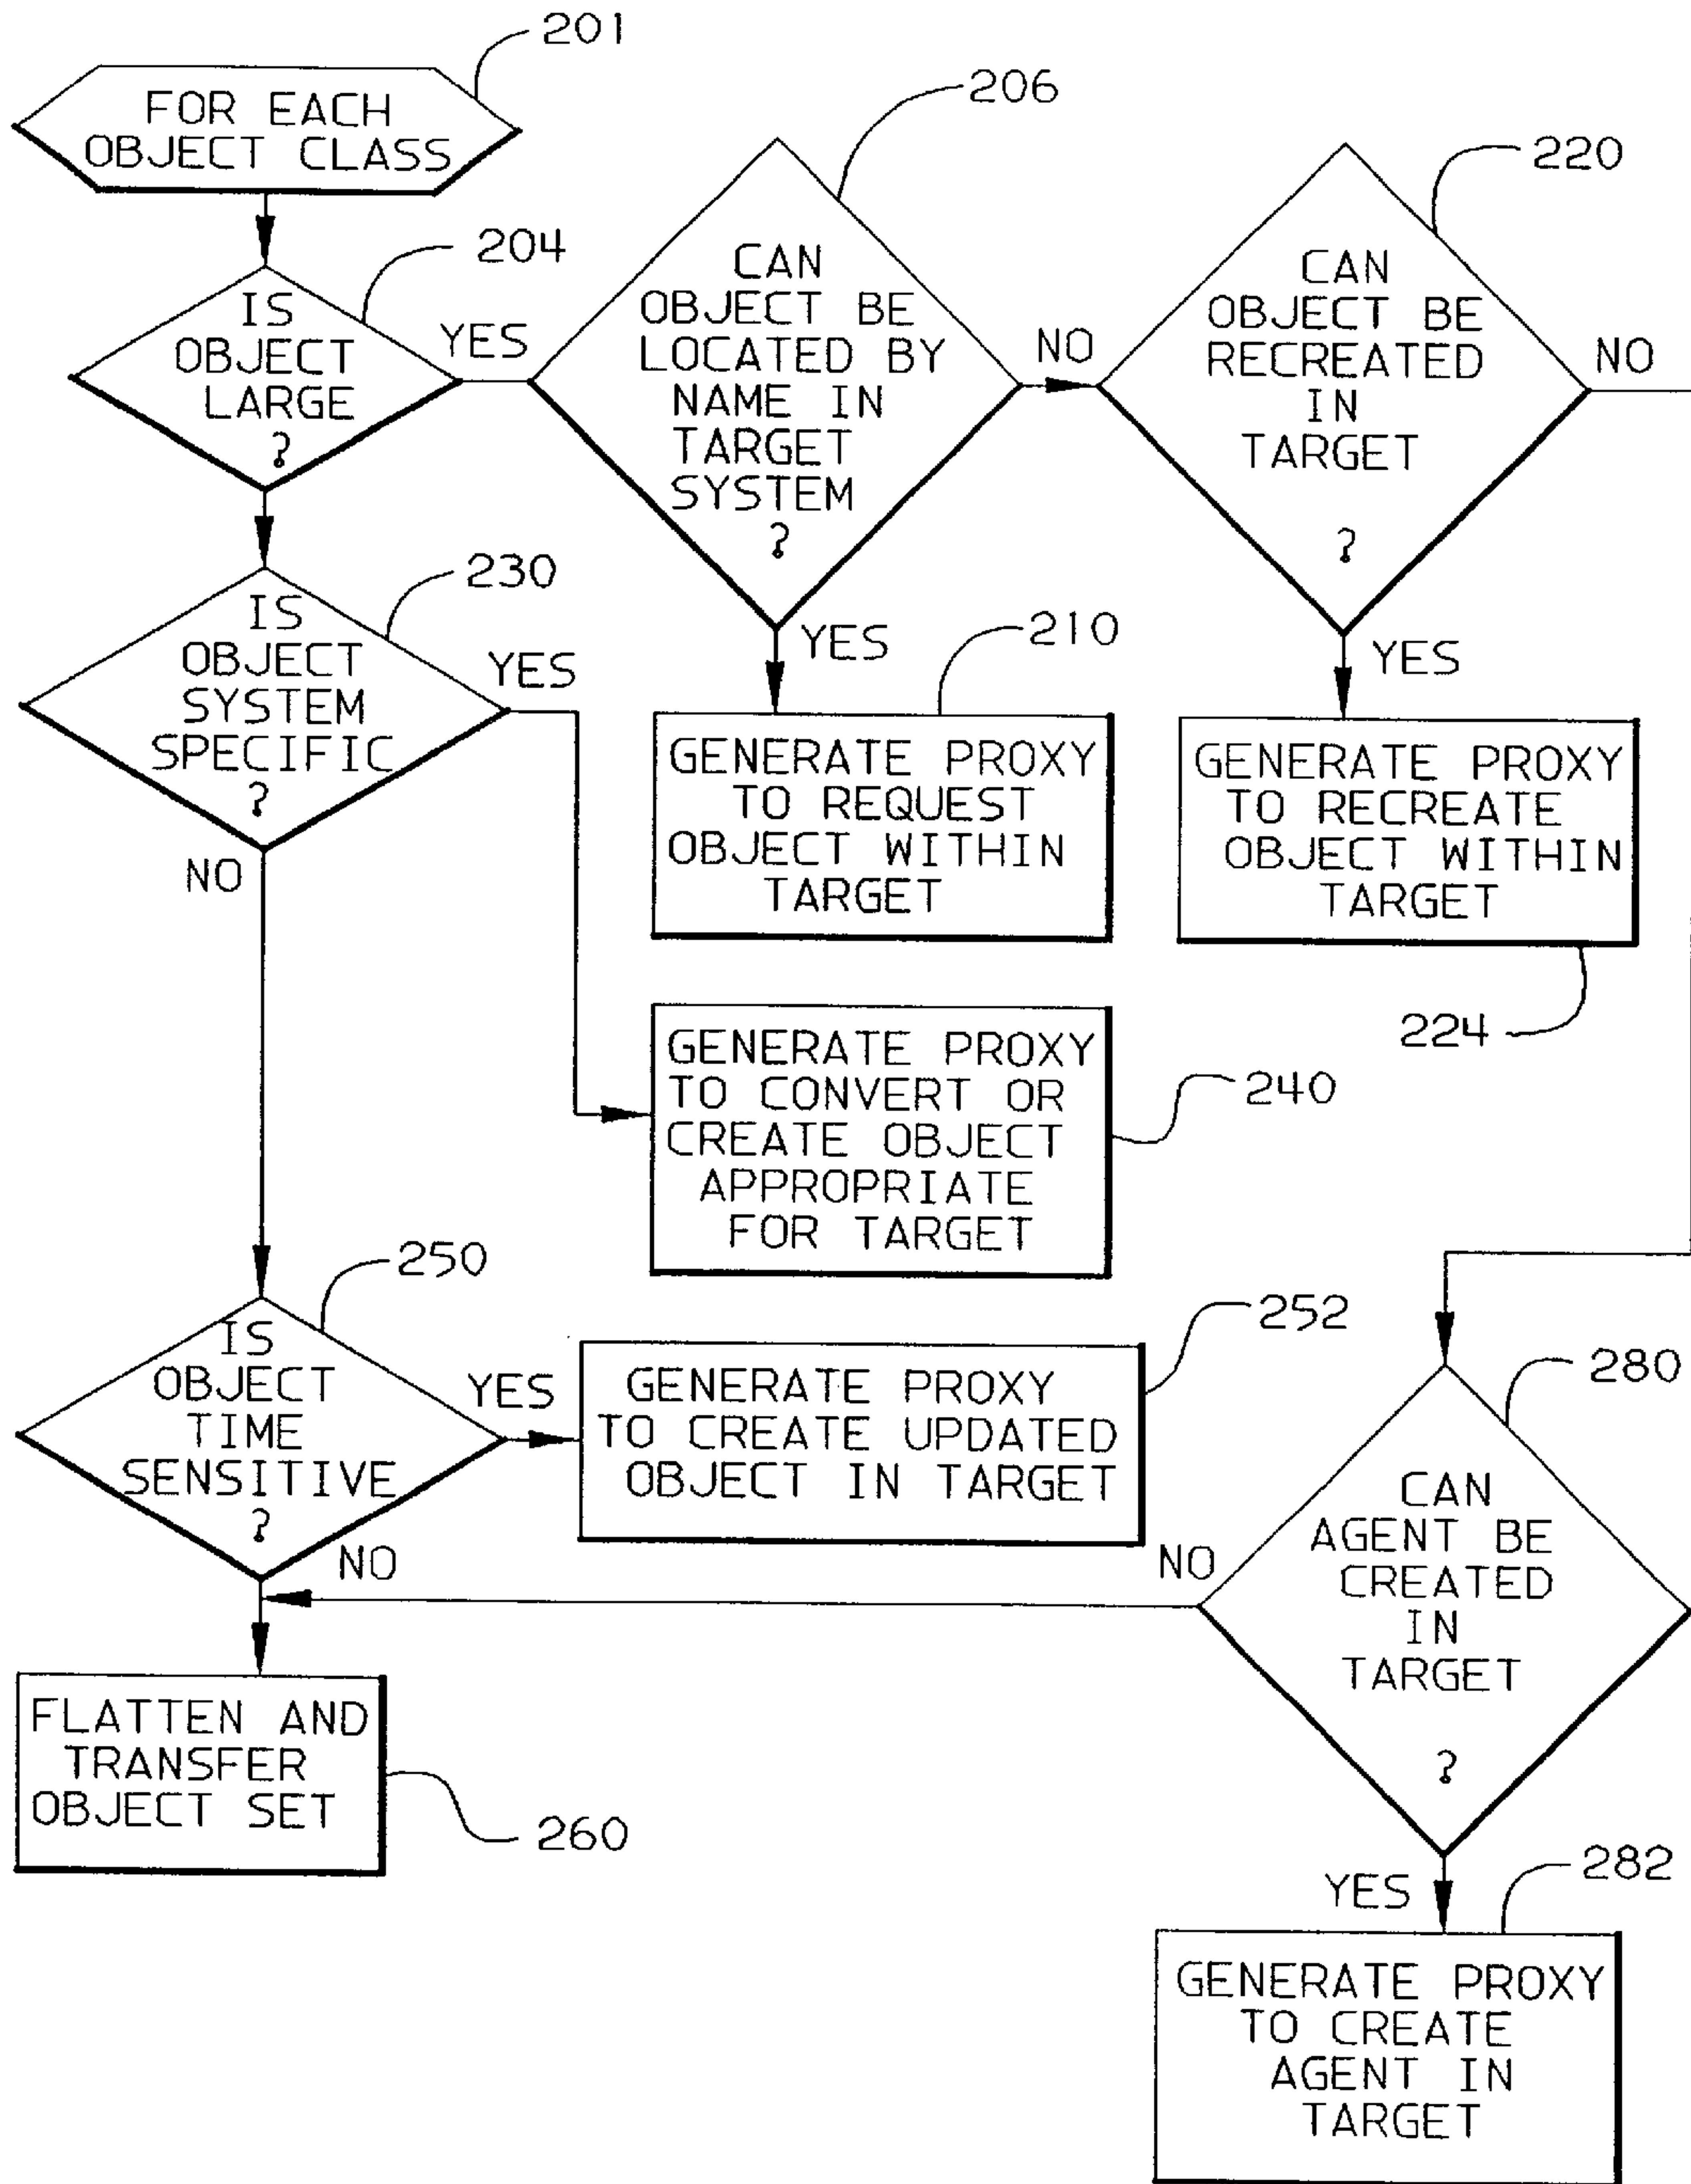 201
FOR EACH
OBJECT CLASS
204
IS
OBJECT
LARGE
?
YES
206
CAN
OBJECT BE
LOCATED BY
NAME IN
TARGET
SYSTEM
?
NO
220
CAN
OBJECT BE
RECREATED
IN
TARGET
?
NO
YES
210
GENERATE PROXY
TO REQUEST
OBJECT WITHIN
TARGET
YES
GENERATE PROXY
TO RECREATE
OBJECT WITHIN
TARGET
224
230
IS
OBJECT
SYSTEM
SPECIFIC
?
YES
NO
GENERATE PROXY
TO CONVERT OR
CREATE OBJECT
APPROPRIATE
FOR TARGET
240
250
IS
OBJECT
TIME
SENSITIVE
?
YES
NO
252
GENERATE PROXY
TO CREATE UPDATED
OBJECT IN TARGET
280
CAN
AGENT BE
CREATED
IN
TARGET
?
NO
FLATTEN AND
TRANSFER
OBJECT SET
260
YES
282
GENERATE PROXY
TO CREATE
AGENT IN
TARGET